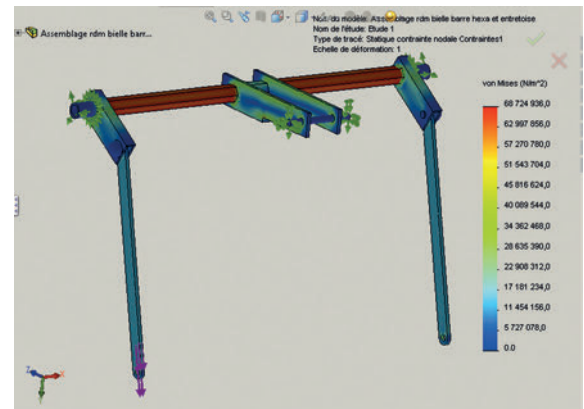 Assemblage rdm bielle barr...
Nom du modèle: Assemblage rdm bielle barre hexa et entretoise
Nom de l'étude: Etude 1
Type de tracé: Statique contrainte nodale Contraintes1
Echelle de déformation: 1
von Mises (N/m^2)
68 724 936,0
62 997 856,0
57 270 780,0
51 543 704,0
45 816 624,0
40 089 544,0
34 362 468,0
28 635 390,0
22 908 312,0
17 181 234,0
11 454 156,0
5 727 078,0
0.0
Z
X
Y